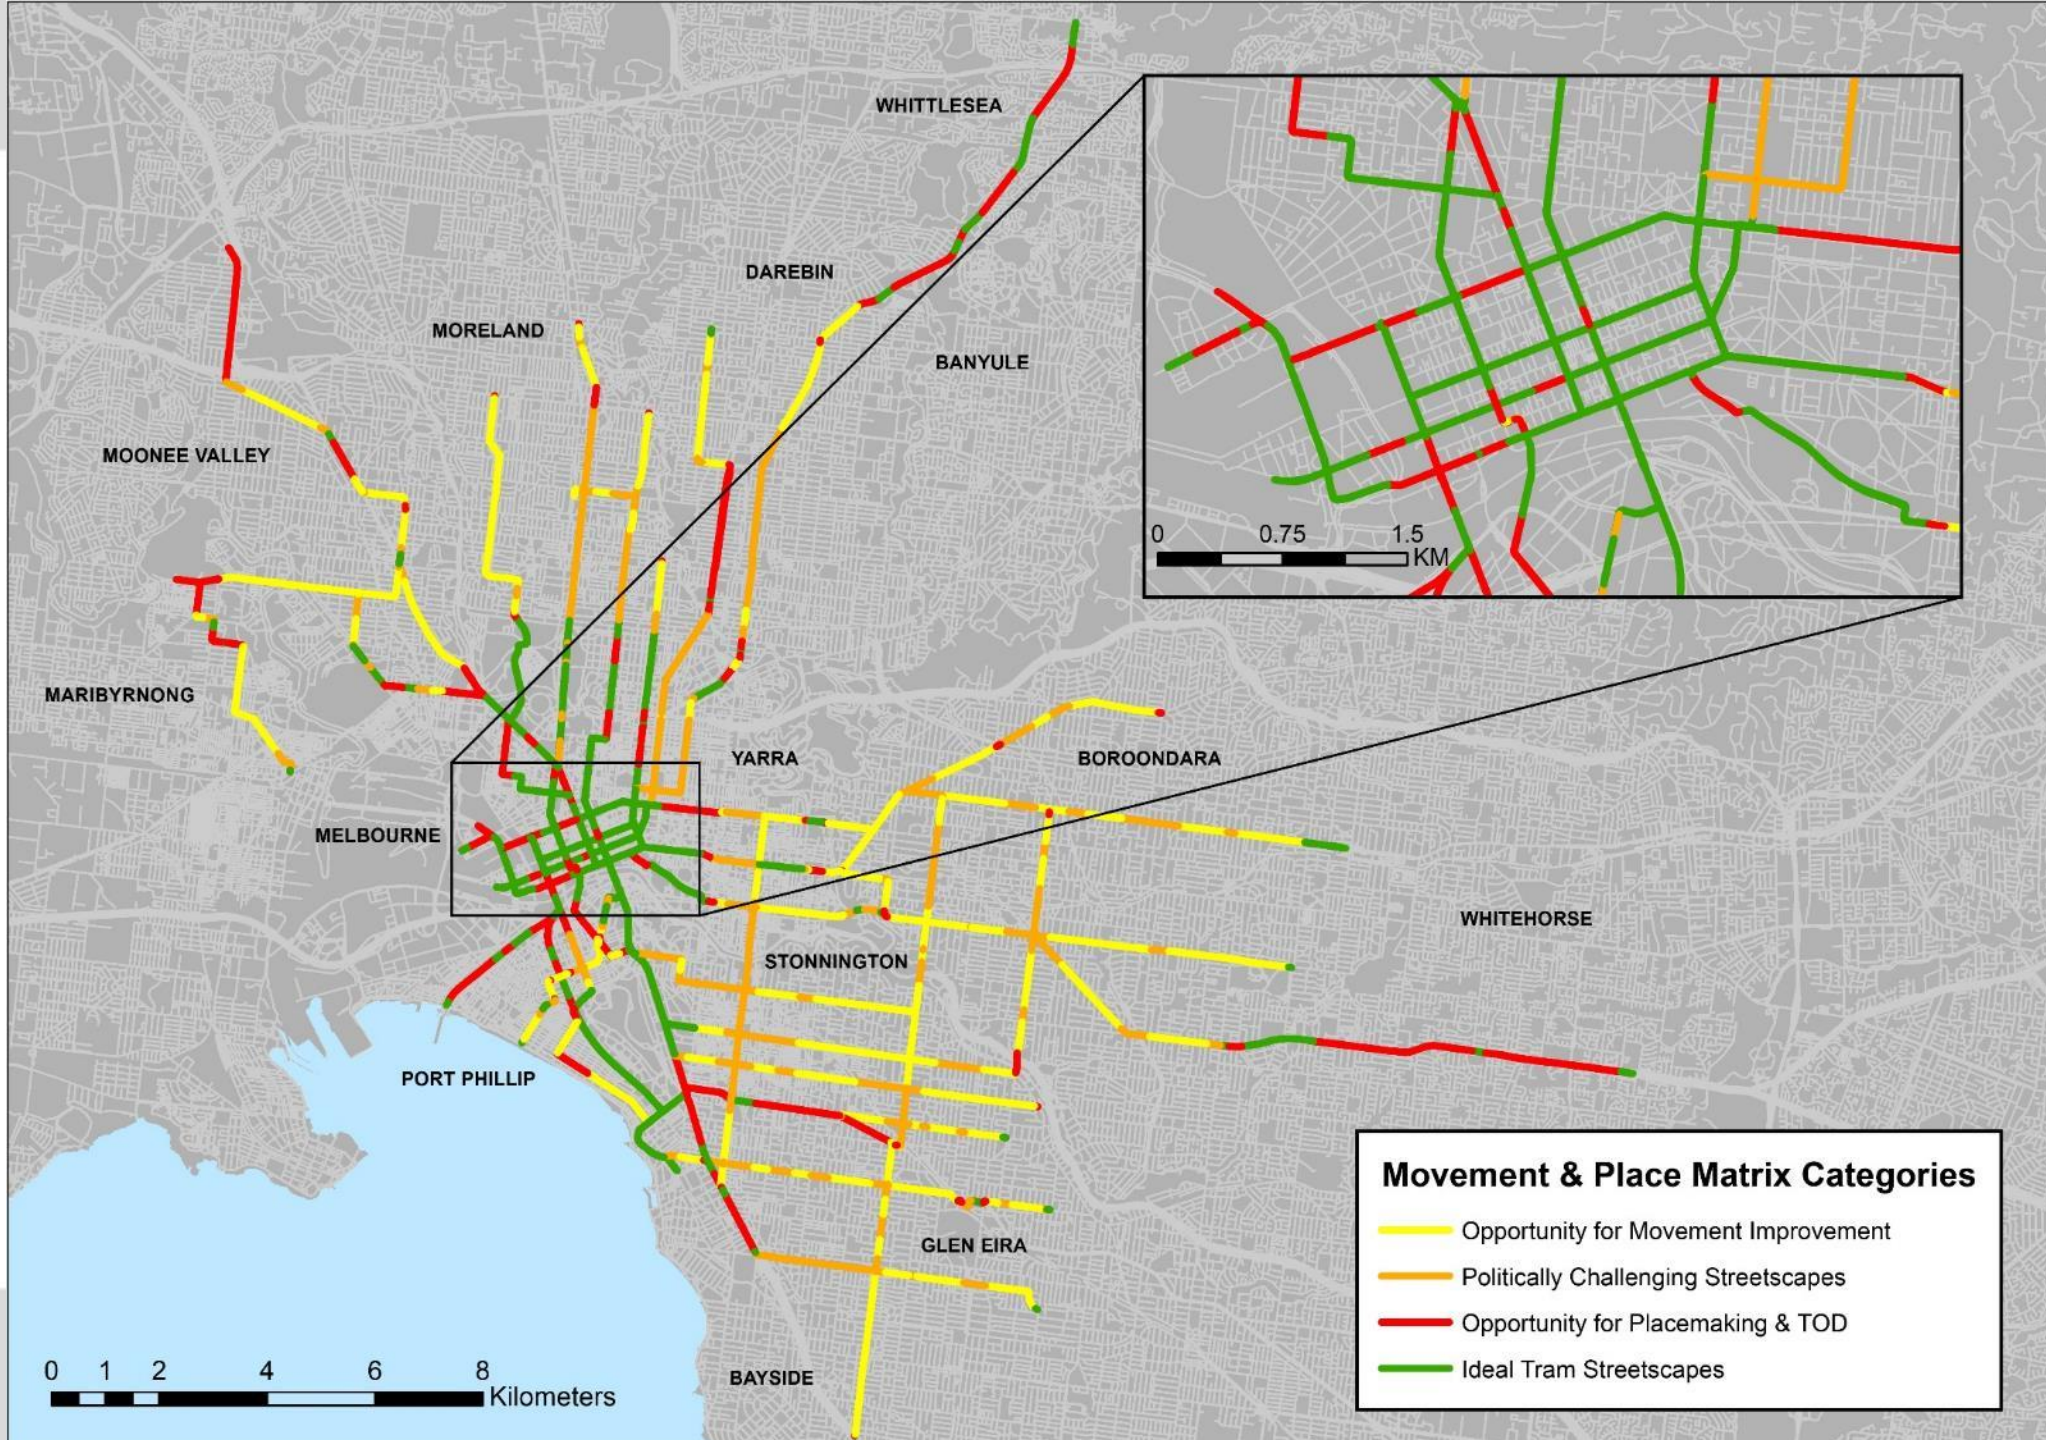 WHITTLESEA
DAREBIN
MORELAND
BANYULE
MOONEE VALLEY
MARIBYRNONG
YARRA
BOROONDARA
MELBOURNE
WHITEHORSE
STONNINGTON
PORT PHILLIP
GLEN EIRA
BAYSIDE
0 0.75 1.5
KM
Movement & Place Matrix Categories
Opportunity for Movement Improvement
Politically Challenging Streetscapes
Opportunity for Placemaking & TOD
Ideal Tram Streetscapes
0 1 2 4 6 8
Kilometers